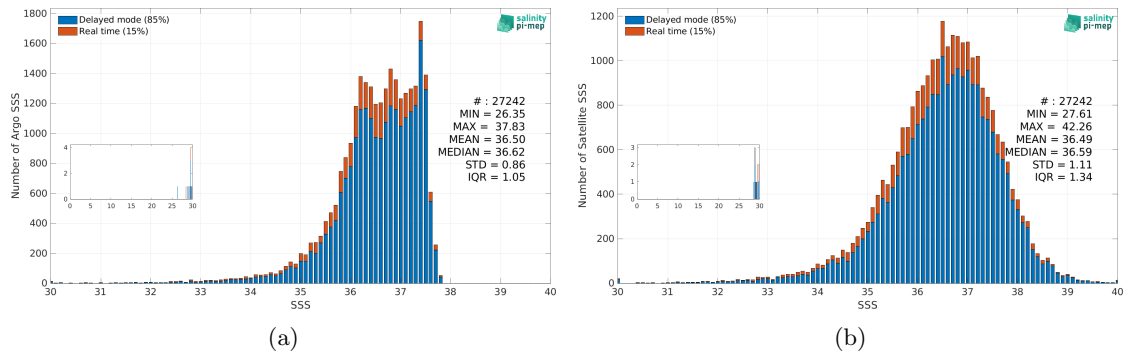 Delayed mode (85%)
Real time (15%)
salinity
pi-mep
Number of Argo SSS
1800
1600
1400
1200
1000
800
600
400
200
0
# : 27242
MIN = 26.35
MAX = 37.83
MEAN = 36.50
MEDIAN = 36.62
STD = 0.86
IQR = 1.05
4
2
0
0 5 10 15 20 25 30
30 31 32 33 34 35 36 37 38 39 40
SSS
(a)
Delayed mode (85%)
Real time (15%)
salinity
pi-mep
Number of Satellite SSS
1200
1000
800
600
400
200
0
# : 27242
MIN = 27.61
MAX = 42.26
MEAN = 36.49
MEDIAN = 36.59
STD = 1.11
IQR = 1.34
3
2
1
0
0 5 10 15 20 25 30
30 31 32 33 34 35 36 37 38 39 40
SSS
(b)